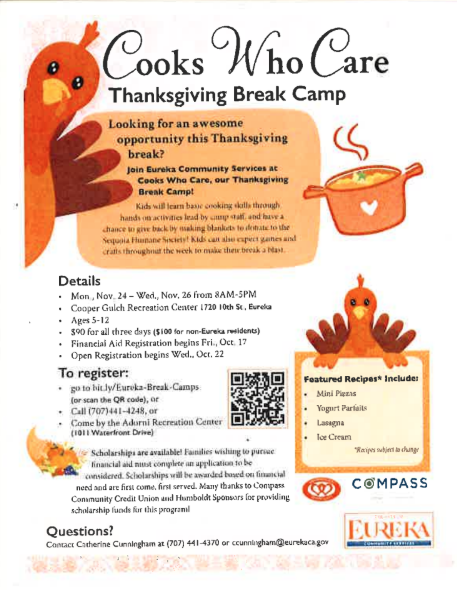 Cooks Who Care
Thanksgiving Break Camp
Looking for an awesome
opportunity this Thanksgiving
break?
Join Eureka Community Services at
Cooks Who Care, our Thanksgiving
Break Camp!
Kids will learn basic cooking skills through
hands on activities lead by camp staff, and have a
chance to give back by making blankets to donate to the
Sequoia Humane Society! Kids can also expect games and
crafts throughout the week to make their break a blast.
Details
• Mon., Nov. 24 – Wed., Nov. 26 from 8AM-5PM
• Cooper Gulch Recreation Center 1720 10th St., Eureka
• Ages 5-12
• $90 for all three days ($100 for non-Eureka residents)
• Financial Aid Registration begins Fri., Oct. 17
• Open Registration begins Wed., Oct. 22
To register:
• go to bit.ly/Eureka-Break-Camps
(or scan the QR code), or
• Call (707)441-4248, or
• Come by the Adorni Recreation Center
(1011 Waterfront Drive)
Scholarships are available! Families wishing to pursue
financial aid must complete an application to be
considered. Scholarships will be awarded based on financial
need and are first come, first served. Many thanks to Compass
Community Credit Union and Humboldt Sponsors for providing
scholarship funds for this program!
Featured Recipes* Include:
• Mini Pizzas
• Yogurt Parfaits
• Lasagna
• Ice Cream
*Recipes subject to change
COMPASS
EUREKA
COMMUNITY SERVICES
Questions?
Contact Catherine Cunningham at (707) 441-4370 or ccunningham@eurekaca.gov